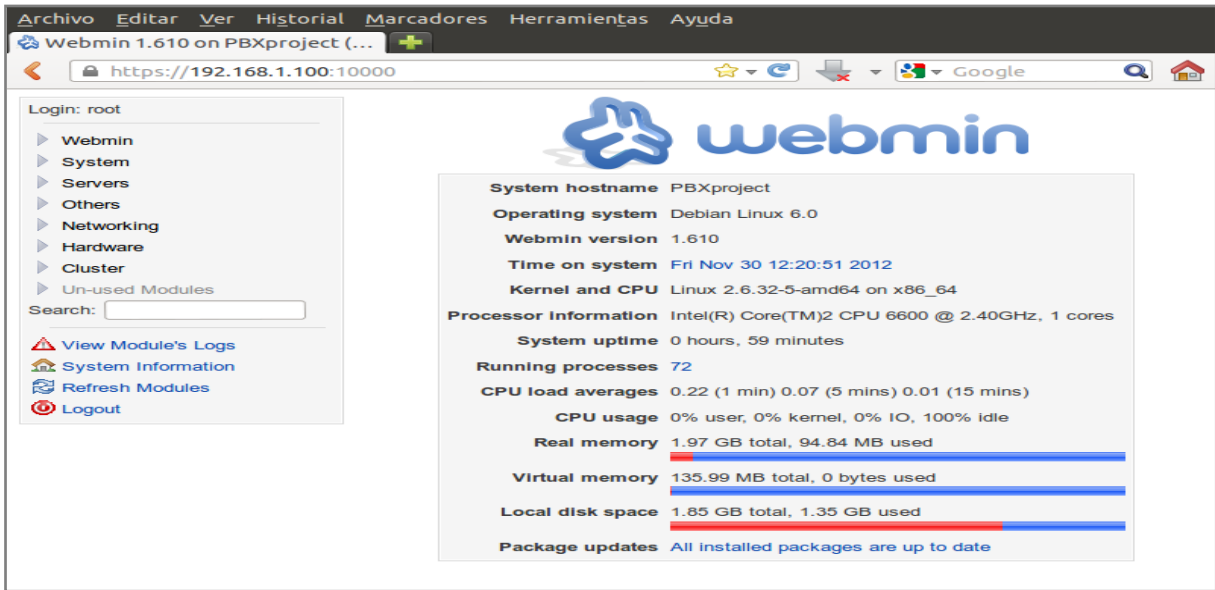 Archivo Editar Ver Historial Marcadores Herramientas Ayuda
Webmin 1.610 on PBXproject (...
https://192.168.1.100:10000
Google
Login: root
Webmin
System
Servers
Others
Networking
Hardware
Cluster
Un-used Modules
Search:
View Module's Logs
System Information
Refresh Modules
Logout
webmin
System hostname PBXproject
Operating system Debian Linux 6.0
Webmin version 1.610
Time on system Fri Nov 30 12:20:51 2012
Kernel and CPU Linux 2.6.32-5-amd64 on x86_64
Processor information Intel(R) Core(TM)2 CPU 6600 @ 2.40GHz, 1 cores
System uptime 0 hours, 59 minutes
Running processes 72
CPU load averages 0.22 (1 min) 0.07 (5 mins) 0.01 (15 mins)
CPU usage 0% user, 0% kernel, 0% IO, 100% idle
Real memory 1.97 GB total, 94.84 MB used
Virtual memory 135.99 MB total, 0 bytes used
Local disk space 1.85 GB total, 1.35 GB used
Package updates All installed packages are up to date